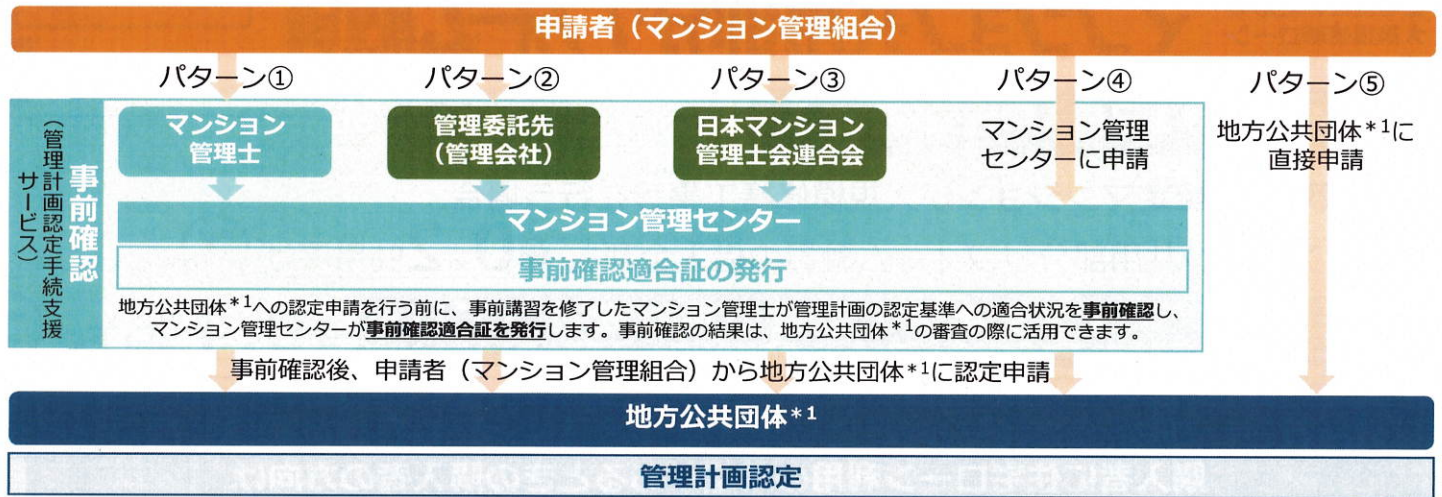 申請者（マンション管理組合）
パターン①
パターン②
パターン③
パターン④
パターン⑤
事前確認
（管理計画認定手続支援
サービス）
マンション
管理士
管理委託先
（管理会社）
日本マンション
管理士会連合会
マンション管理
センターに申請
地方公共団体*1に
直接申請
マンション管理センター
事前確認適合証の発行
地方公共団体*1への認定申請を行う前に、事前講習を修了したマンション管理士が管理計画の認定基準への適合状況を事前確認し、
マンション管理センターが事前確認適合証を発行します。事前確認の結果は、地方公共団体*1の審査の際に活用できます。
事前確認後、申請者（マンション管理組合）から地方公共団体*1に認定申請
地方公共団体*1
管理計画認定